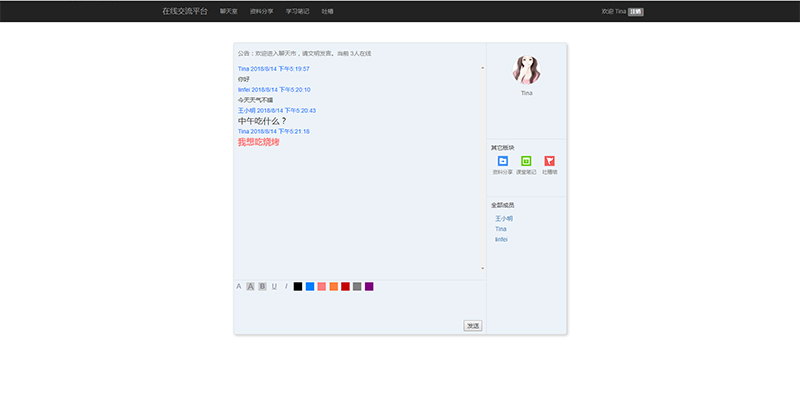 在线交流平台 聊天室 资料分享 学习笔记 吐槽 欢迎 Tina 注销
公告：欢迎进入聊天市，请文明发言。当前 3人在线
Tina 2018/8/14 下午5:19:57
你好
linfei 2018/8/14 下午5:20:10
今天天气不错
王小明 2018/8/14 下午5:20:43
中午吃什么？
Tina 2018/8/14 下午5:21:18
我想吃烧烤
A A B U I
发送
Tina
其它版块
资料分享 课堂笔记 吐槽墙
全部成员
王小明
Tina
linfei